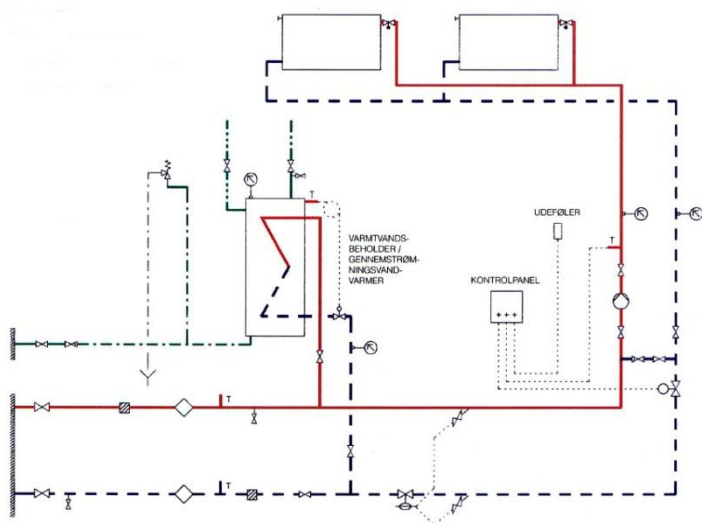 T
UDEFØLER
VARMTVANDS-
BEHOLDER /
GENNEMSTRØM-
NINGSVAND-
VARMER
T
KONTROLPANEL
+ + +
T
T